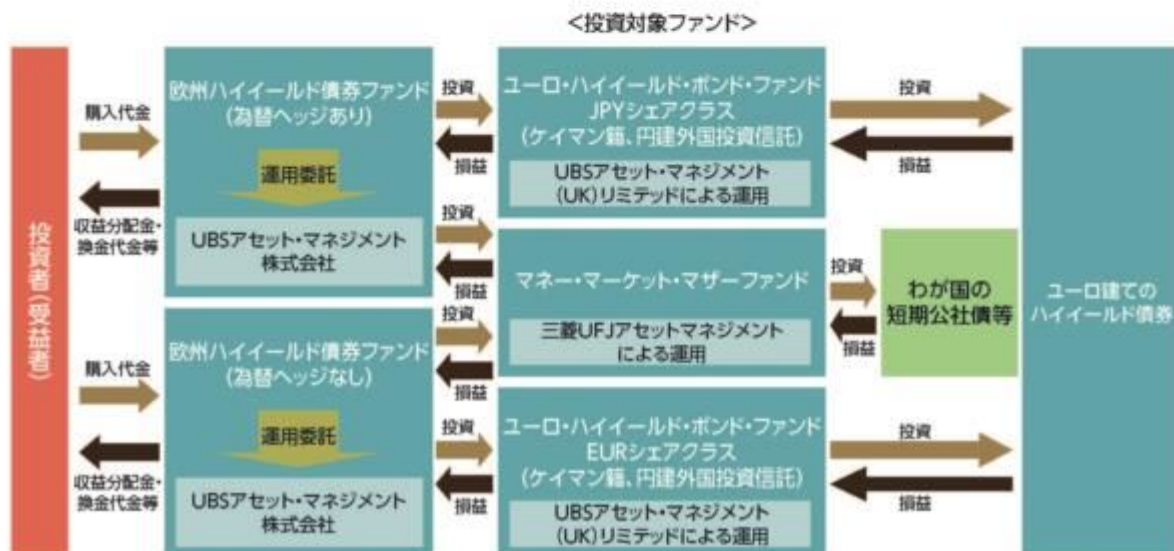 <投資対象ファンド>
投資者(受益者)
購入代金
収益分配金・
換金代金等
欧州ハイイールド債券ファンド
(為替ヘッジあり)
運用委託
UBSアセット・マネジメント
株式会社
投資
損益
投資
損益
ユーロ・ハイイールド・ボンド・ファンド
JPYシェアクラス
(ケイマン籍、円建外国投資信託)
UBSアセット・マネジメント
(UK)リミテッドによる運用
投資
損益
マネー・マーケット・マザーファンド
三菱UFJアセットマネジメント
による運用
投資
損益
わが国の
短期公社債等
ユーロ建ての
ハイイールド債券
購入代金
収益分配金・
換金代金等
欧州ハイイールド債券ファンド
(為替ヘッジなし)
運用委託
UBSアセット・マネジメント
株式会社
投資
損益
投資
損益
ユーロ・ハイイールド・ボンド・ファンド
EURシェアクラス
(ケイマン籍、円建外国投資信託)
UBSアセット・マネジメント
(UK)リミテッドによる運用
投資
損益